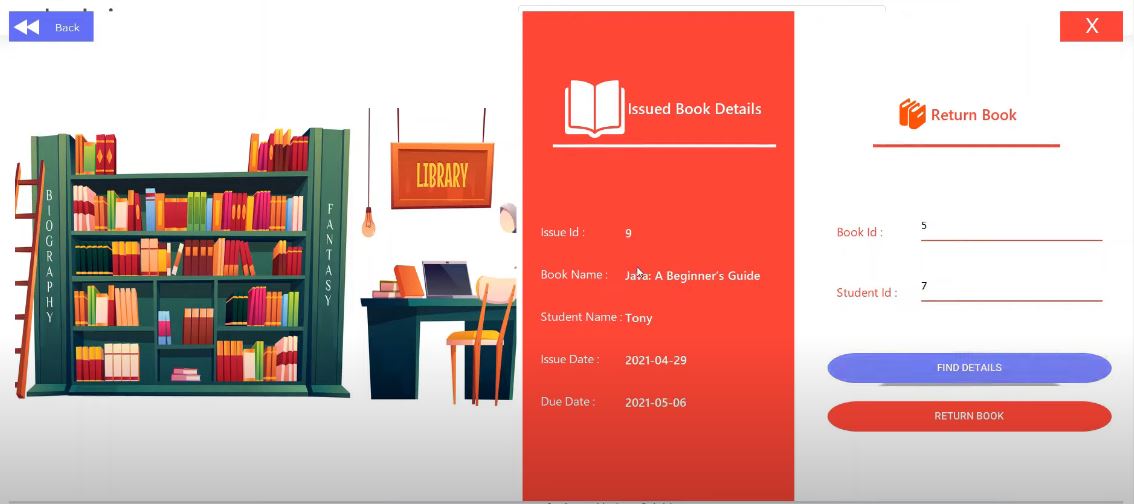 Back
X
BIOGRAPHY
FANTASY
LIBRARY
Issued Book Details
Issue Id : 9
Book Name : Java: A Beginner's Guide
Student Name : Tony
Issue Date : 2021-04-29
Due Date : 2021-05-06
Return Book
Book Id : 5
Student Id : 7
FIND DETAILS
RETURN BOOK